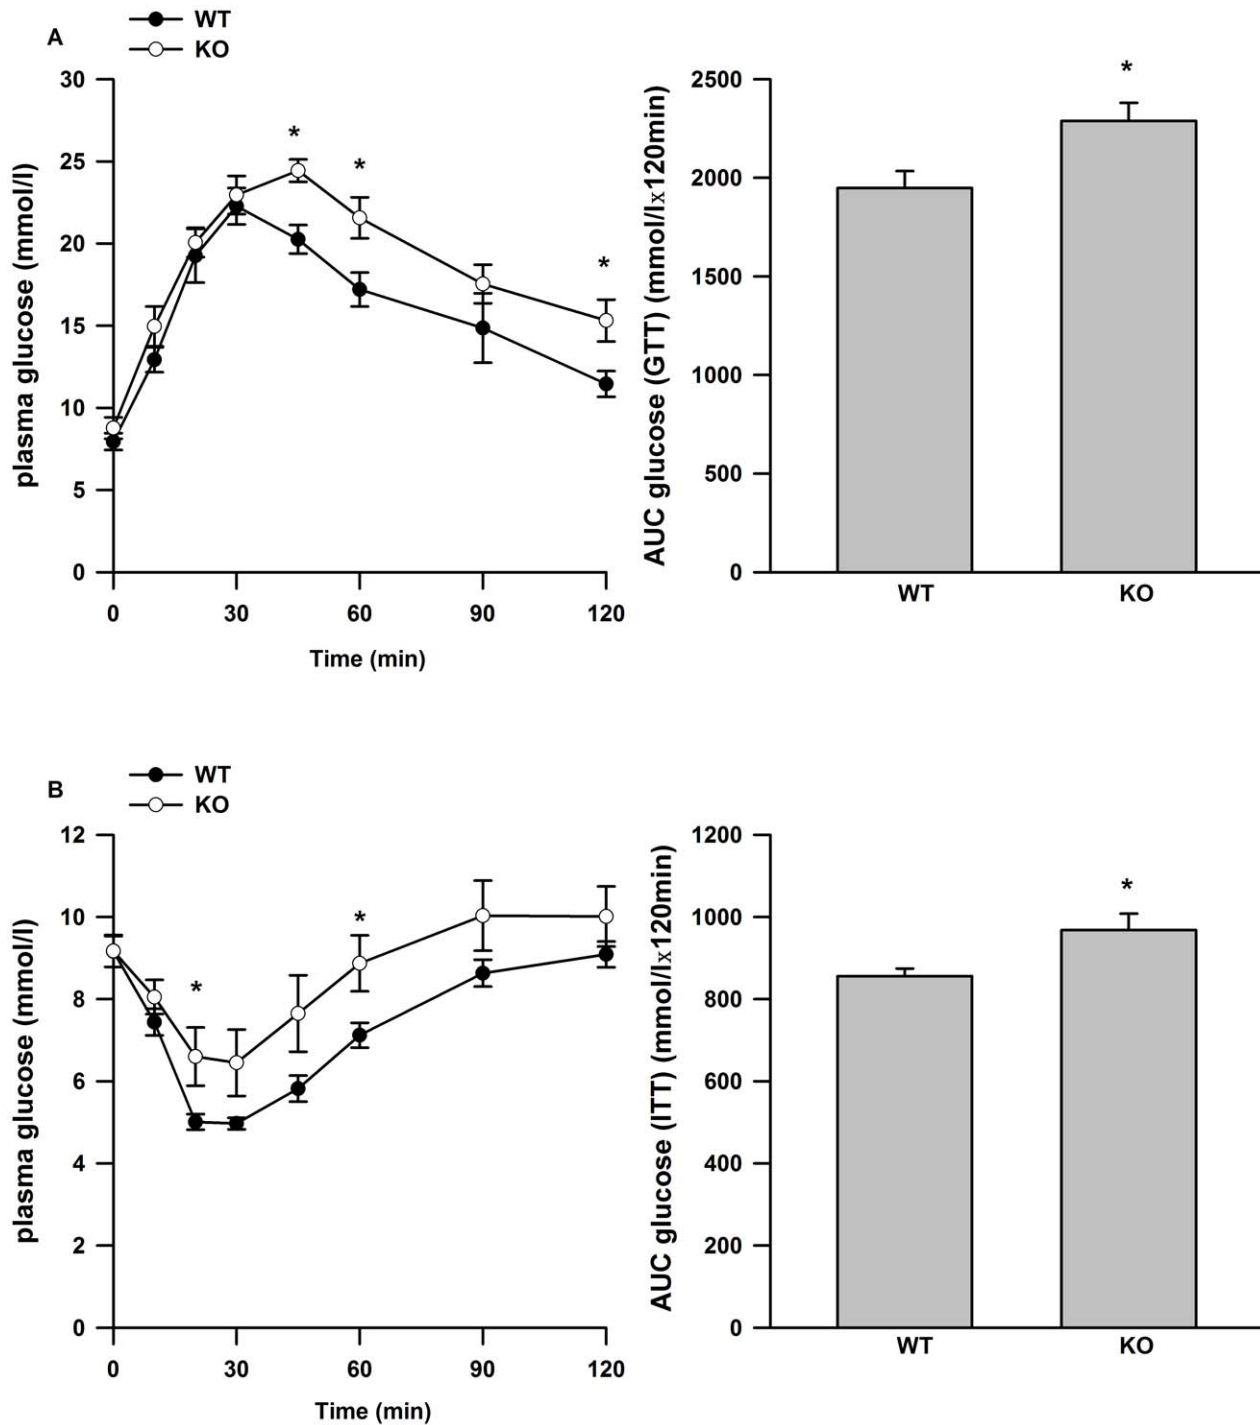 A
WT
KO
30
25
20
15
10
5
0
plasma glucose (mmol/l)
0 30 60 90 120
Time (min)
* * *
2500
2000
1500
1000
500
0
AUC glucose (GTT) (mmol/lx120min)
*
WT KO
B
WT
KO
12
10
8
6
4
2
0
plasma glucose (mmol/l)
0 30 60 90 120
Time (min)
* *
1200
1000
800
600
400
200
0
AUC glucose (ITT) (mmol/lx120min)
*
WT KO